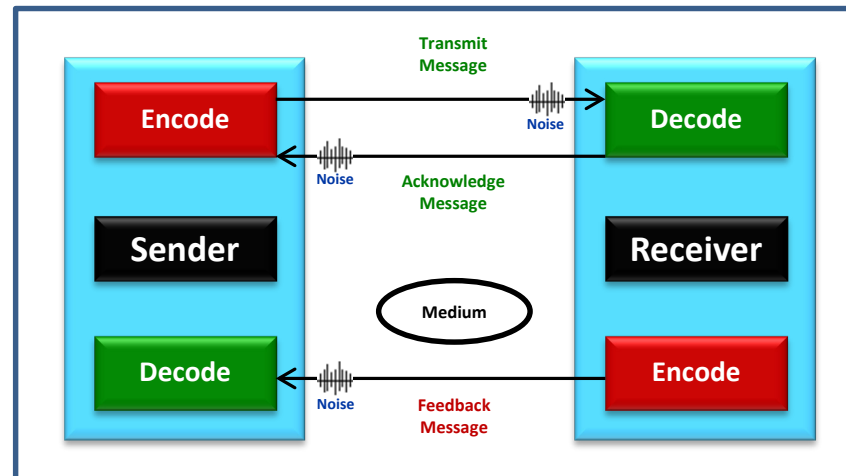 Transmit
Message
Encode
Noise
Decode
Noise
Acknowledge
Message
Sender
Receiver
Medium
Decode
Noise
Encode
Feedback
Message